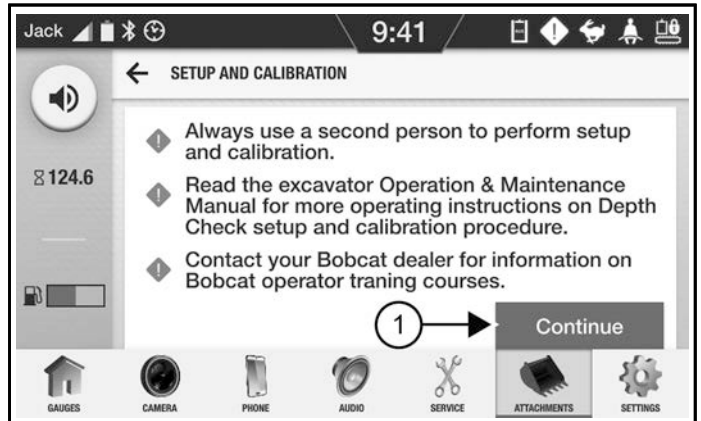 Jack 9:41
SETUP AND CALIBRATION
Always use a second person to perform setup
and calibration.
124.6
Read the excavator Operation & Maintenance
Manual for more operating instructions on Depth
Check setup and calibration procedure.
Contact your Bobcat dealer for information on
Bobcat operator traning courses.
1 Continue
GAUGES CAMERA PHONE AUDIO SERVICE ATTACHMENTS SETTINGS